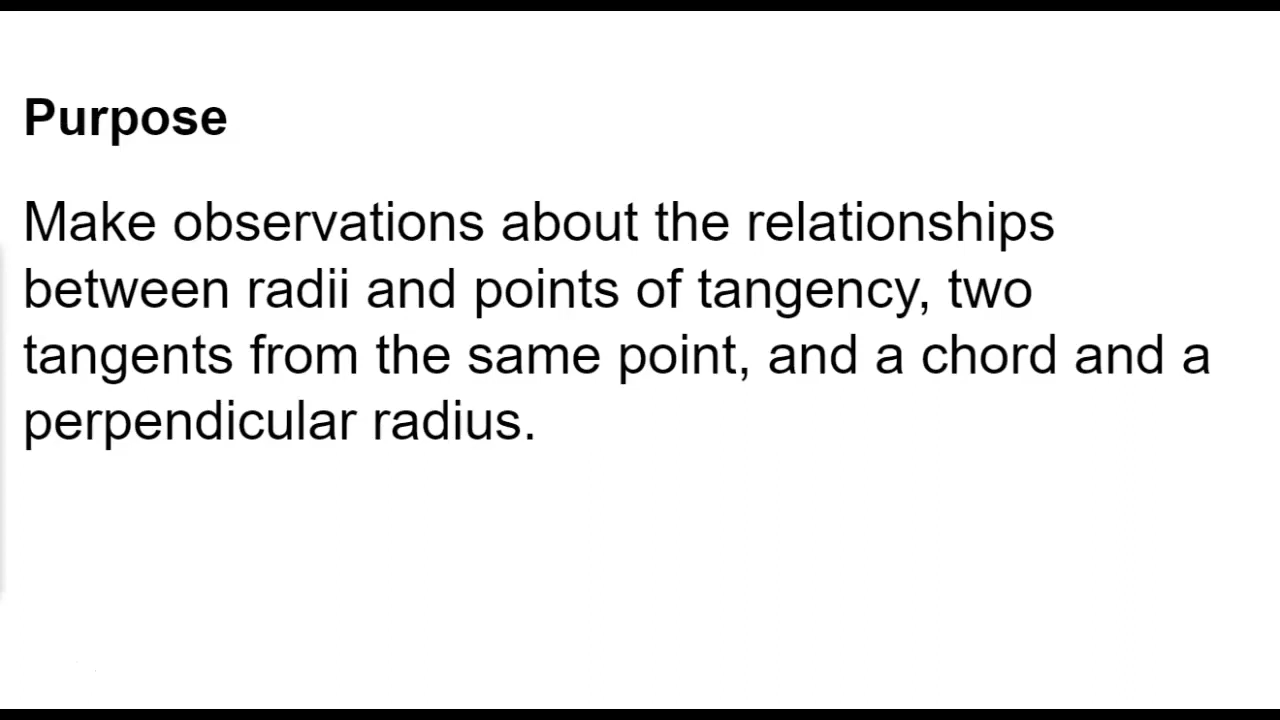 Purpose
Make observations about the relationships
between radii and points of tangency, two
tangents from the same point, and a chord and a
perpendicular radius.